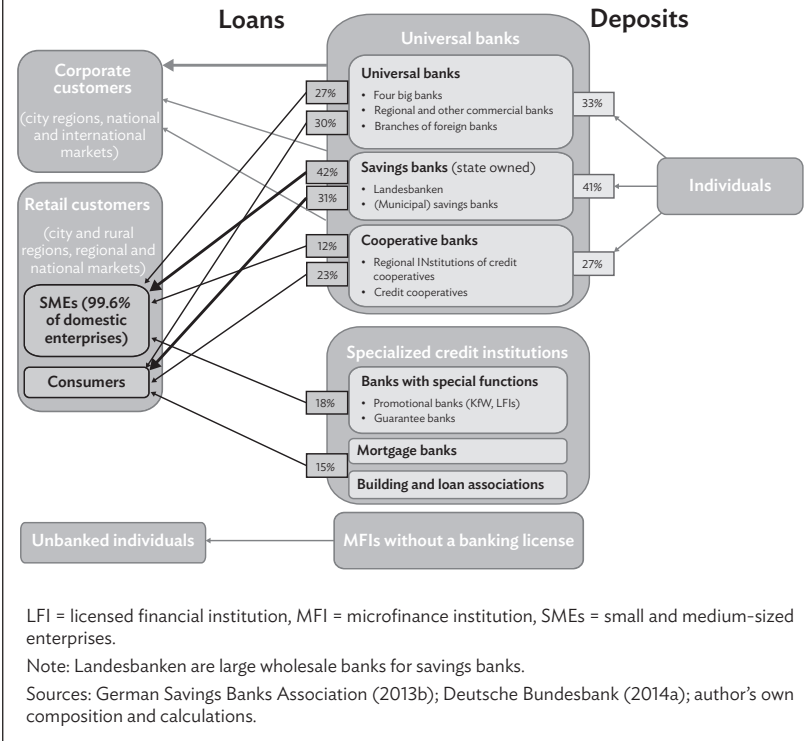 Loans
Deposits
Universal banks
Corporate
customers
(city regions, national
and international
markets)
Universal banks
• Four big banks
• Regional and other commercial banks
• Branches of foreign banks
27%
30%
33%
Savings banks (state owned)
• Landesbanken
• (Municipal) savings banks
42%
31%
41%
Individuals
Retail customers
(city and rural
regions, regional and
national markets)
Cooperative banks
• Regional INstitutions of credit
cooperatives
• Credit cooperatives
12%
23%
27%
SMEs (99.6%
of domestic
enterprises)
Consumers
Specialized credit institutions
Banks with special functions
• Promotional banks (KfW, LFIs)
• Guarantee banks
18%
Mortgage banks
15%
Building and loan associations
Unbanked individuals
MFIs without a banking license
LFI = licensed financial institution, MFI = microfinance institution, SMEs = small and medium-sized
enterprises.
Note: Landesbanken are large wholesale banks for savings banks.
Sources: German Savings Banks Association (2013b); Deutsche Bundesbank (2014a); author's own
composition and calculations.